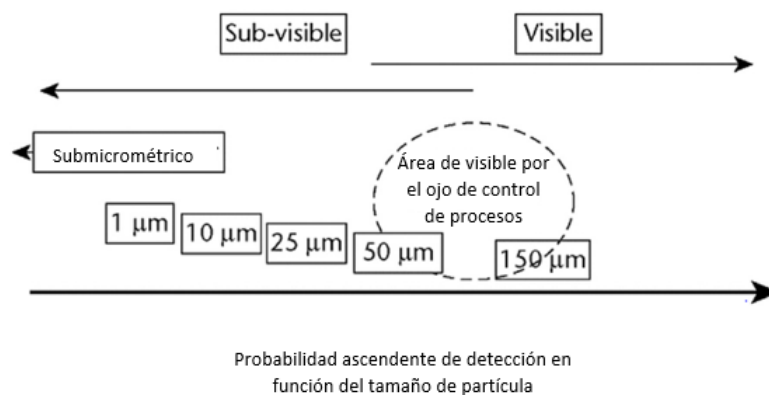 Sub-visible
Visible
Submicrométrico
Área de visible por
el ojo de control
de procesos
1 μm
10 μm
25 μm
50 μm
150 μm
Probabilidad ascendente de detección en
función del tamaño de partícula